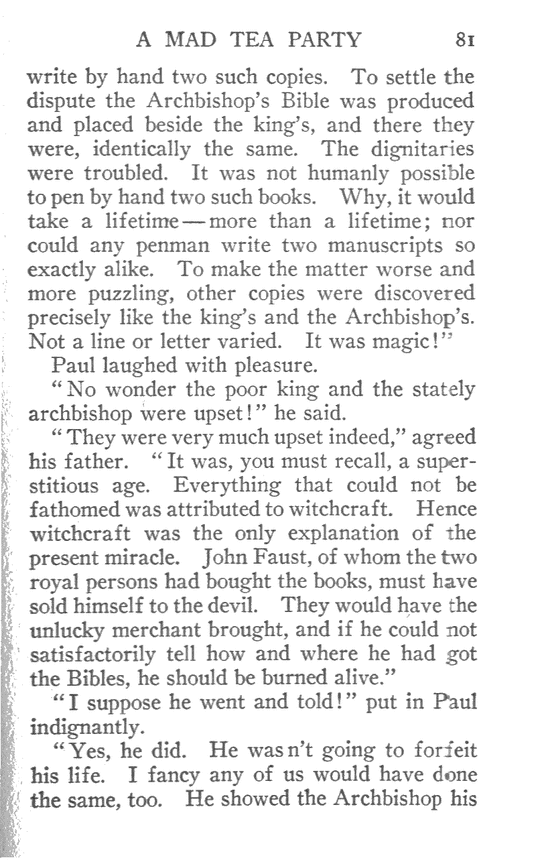 A MAD TEA PARTY 81
write by hand two such copies. To settle the
dispute the Archbishop's Bible was produced
and placed beside the king's, and there they
were, identically the same. The dignitaries
were troubled. It was not humanly possible
to pen by hand two such books. Why, it would
take a lifetime—more than a lifetime; nor
could any penman write two manuscripts so
exactly alike. To make the matter worse and
more puzzling, other copies were discovered
precisely like the king's and the Archbishop's.
Not a line or letter varied. It was magic!"
Paul laughed with pleasure.
"No wonder the poor king and the stately
archbishop were upset!" he said.
"They were very much upset indeed," agreed
his father. "It was, you must recall, a super-
stitious age. Everything that could not be
fathomed was attributed to witchcraft. Hence
witchcraft was the only explanation of the
present miracle. John Faust, of whom the two
royal persons had bought the books, must have
sold himself to the devil. They would have the
unlucky merchant brought, and if he could not
satisfactorily tell how and where he had got
the Bibles, he should be burned alive."
"I suppose he went and told!" put in Paul
indignantly.
"Yes, he did. He wasn't going to forfeit
his life. I fancy any of us would have done
the same, too. He showed the Archbishop his